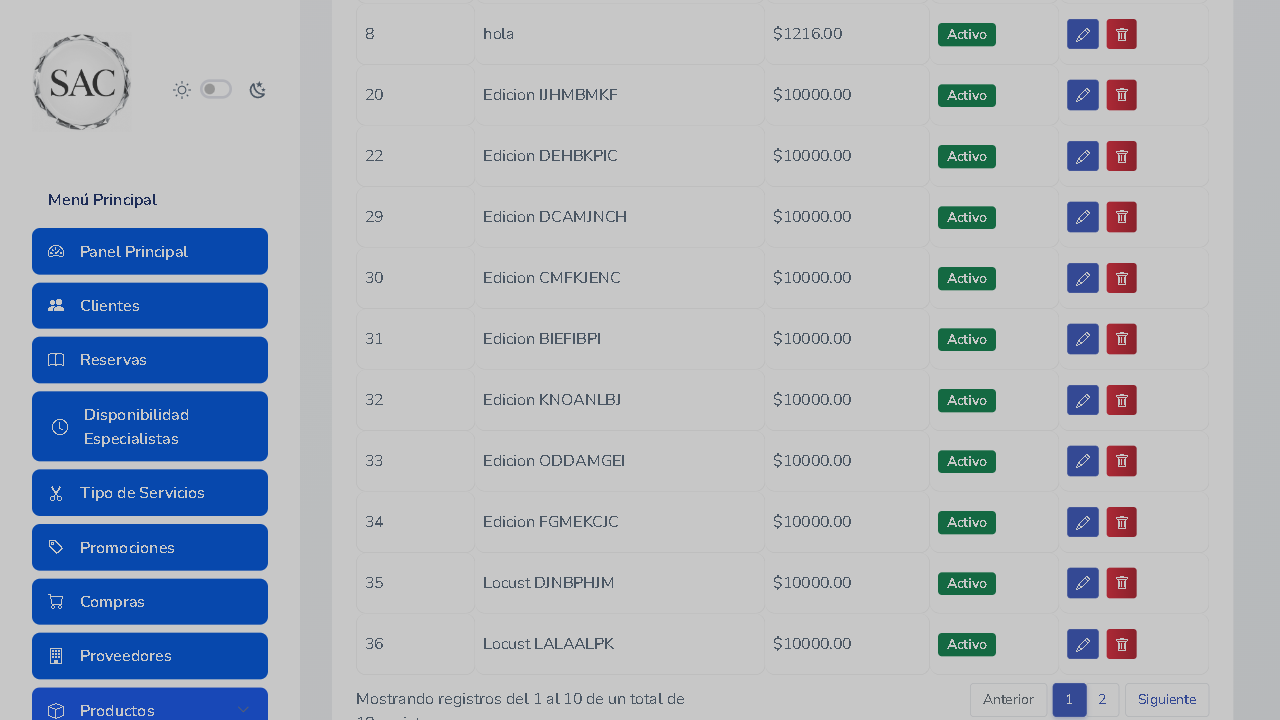 SAC
Menú Principal
Panel Principal
Clientes
Reservas
Disponibilidad
Especialistas
Tipo de Servicios
Promociones
Compras
Proveedores
Productos
8 hola $1216.00 Activo
20 Edicion IJHMBMKF $10000.00 Activo
22 Edicion DEHBKPIC $10000.00 Activo
29 Edicion DCAMJNCH $10000.00 Activo
30 Edicion CMFKJENC $10000.00 Activo
31 Edicion BIEFIBPI $10000.00 Activo
32 Edicion KNOANLBJ $10000.00 Activo
33 Edicion ODDAMGEI $10000.00 Activo
34 Edicion FGMEKCJC $10000.00 Activo
35 Locust DJNBPHJM $10000.00 Activo
36 Locust LALAALPK $10000.00 Activo
Mostrando registros del 1 al 10 de un total de
Anterior 1 2 Siguiente